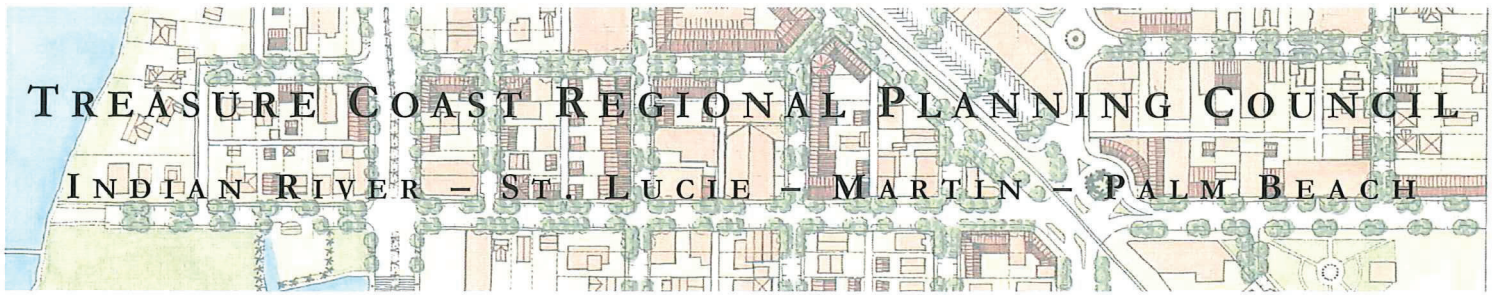 TREASURE COAST REGIONAL PLANNING COUNCIL
INDIAN RIVER – ST. LUCIE – MARTIN – PALM BEACH